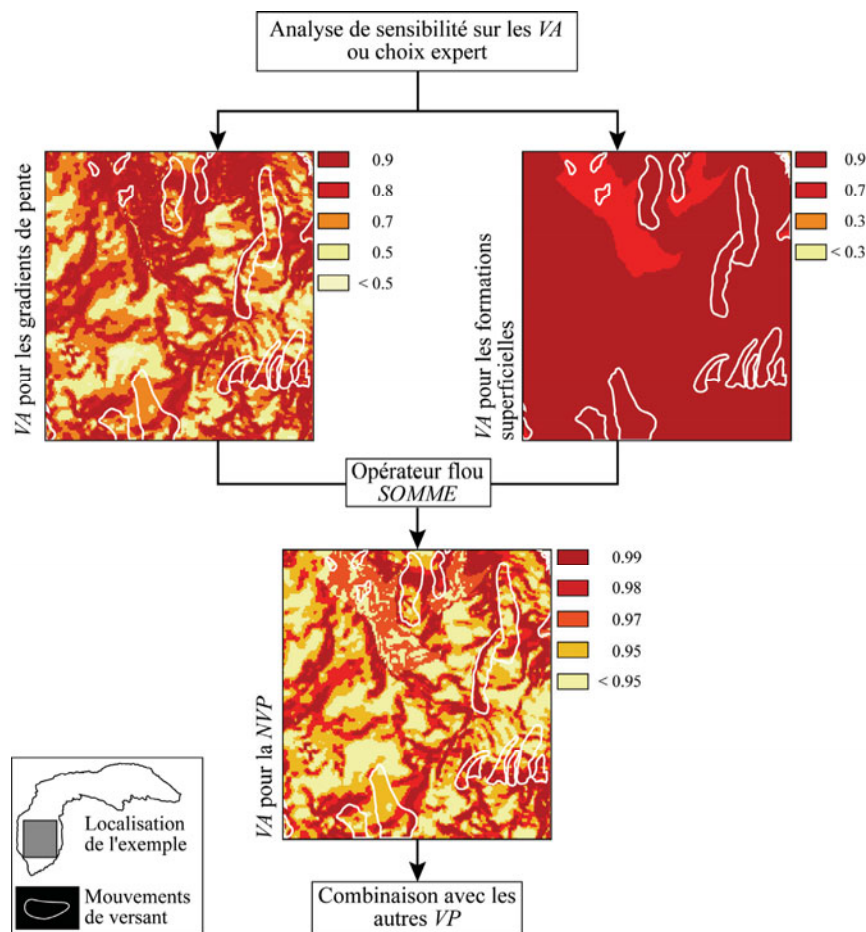 Analyse de sensibilité sur les VA
ou choix expert
VA pour les gradients de pente
0.9
0.8
0.7
0.5
< 0.5
VA pour les formations
superficielles
0.9
0.7
0.3
< 0.3
Opérateur flou
SOMME
VA pour la NVP
0.99
0.98
0.97
0.95
< 0.95
Localisation
de l'exemple
Mouvements
de versant
Combinaison avec les
autres VP